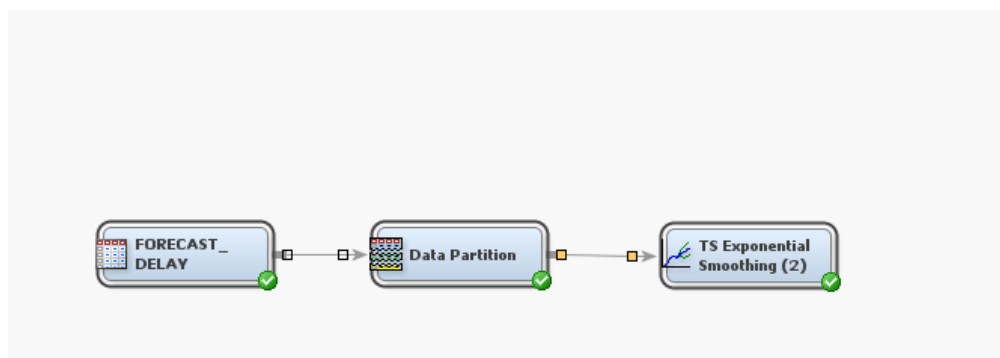 FORECAST_
DELAY
Data Partition
TS Exponential
Smoothing (2)